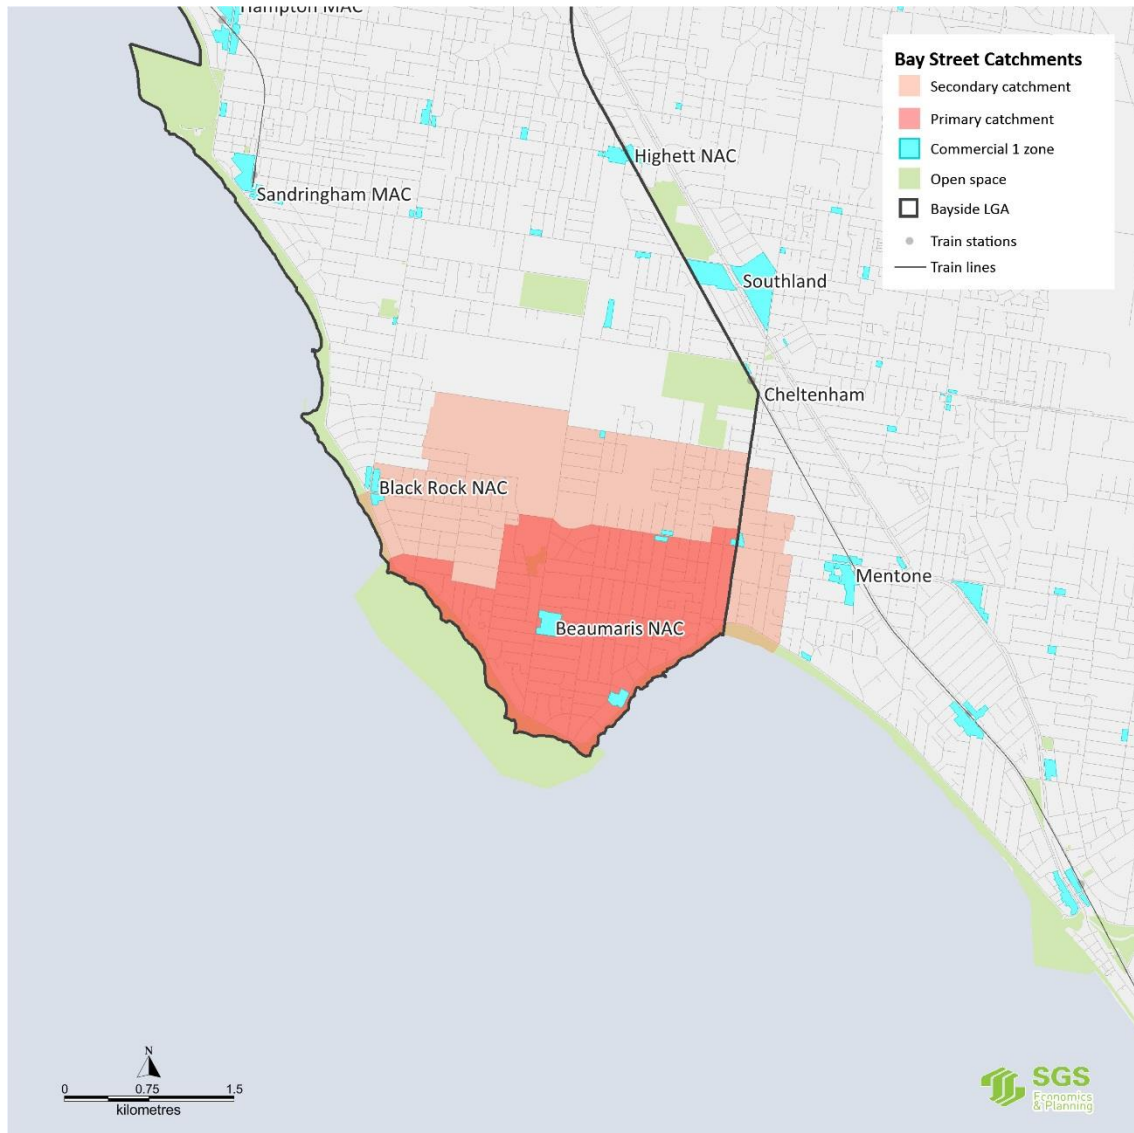 Hampton MAC
Bay Street Catchments
Secondary catchment
Primary catchment
Commercial 1 zone
Open space
Bayside LGA
Train stations
Train lines
Highett NAC
Sandringham MAC
Southland
Cheltenham
Black Rock NAC
Mentone
Beaumaris NAC
N
0 0.75 1.5
kilometres
SGS
Economics
& Planning